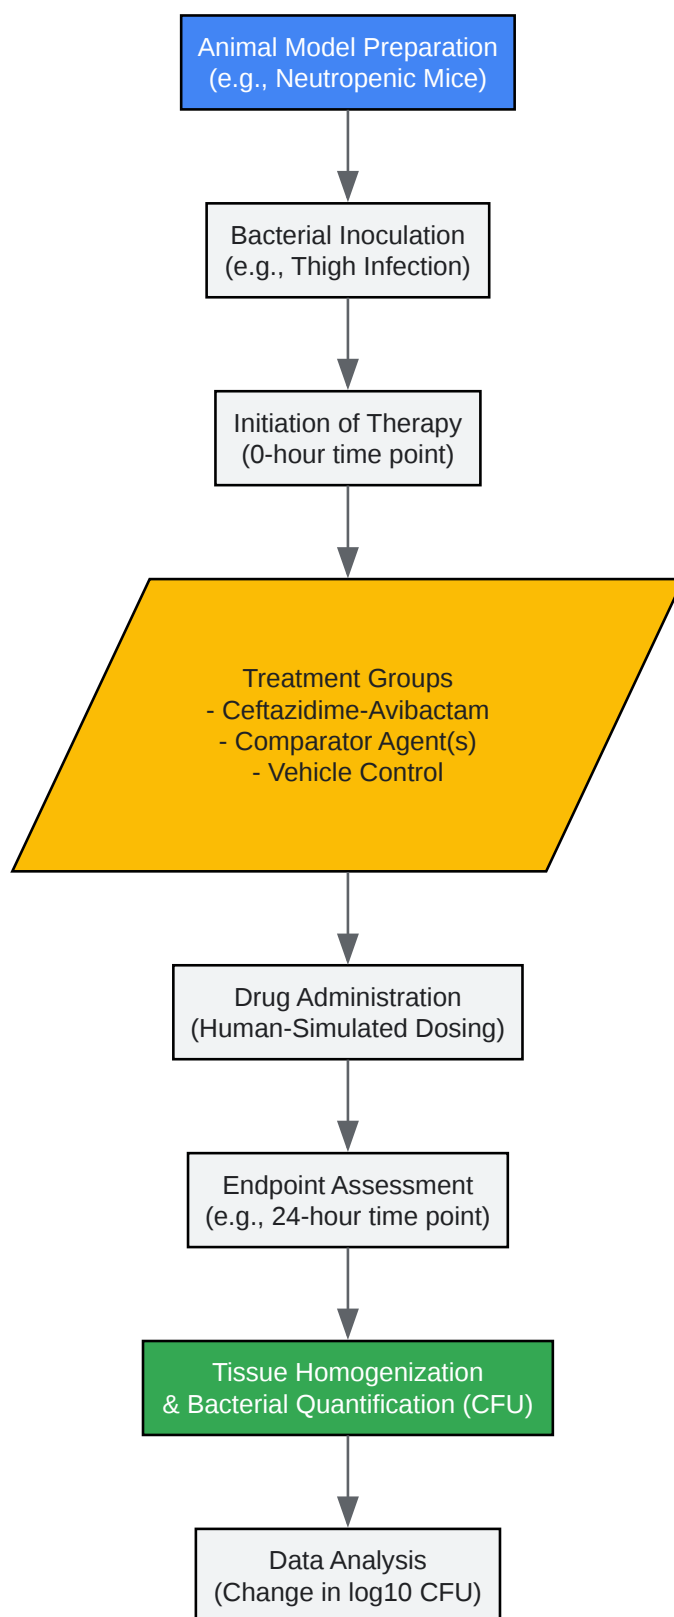 Animal Model Preparation
(e.g., Neutropenic Mice)
Bacterial Inoculation
(e.g., Thigh Infection)
Initiation of Therapy
(0-hour time point)
Treatment Groups
- Ceftazidime-Avibactam
- Comparator Agent(s)
- Vehicle Control
Drug Administration
(Human-Simulated Dosing)
Endpoint Assessment
(e.g., 24-hour time point)
Tissue Homogenization
& Bacterial Quantification (CFU)
Data Analysis
(Change in log10 CFU)